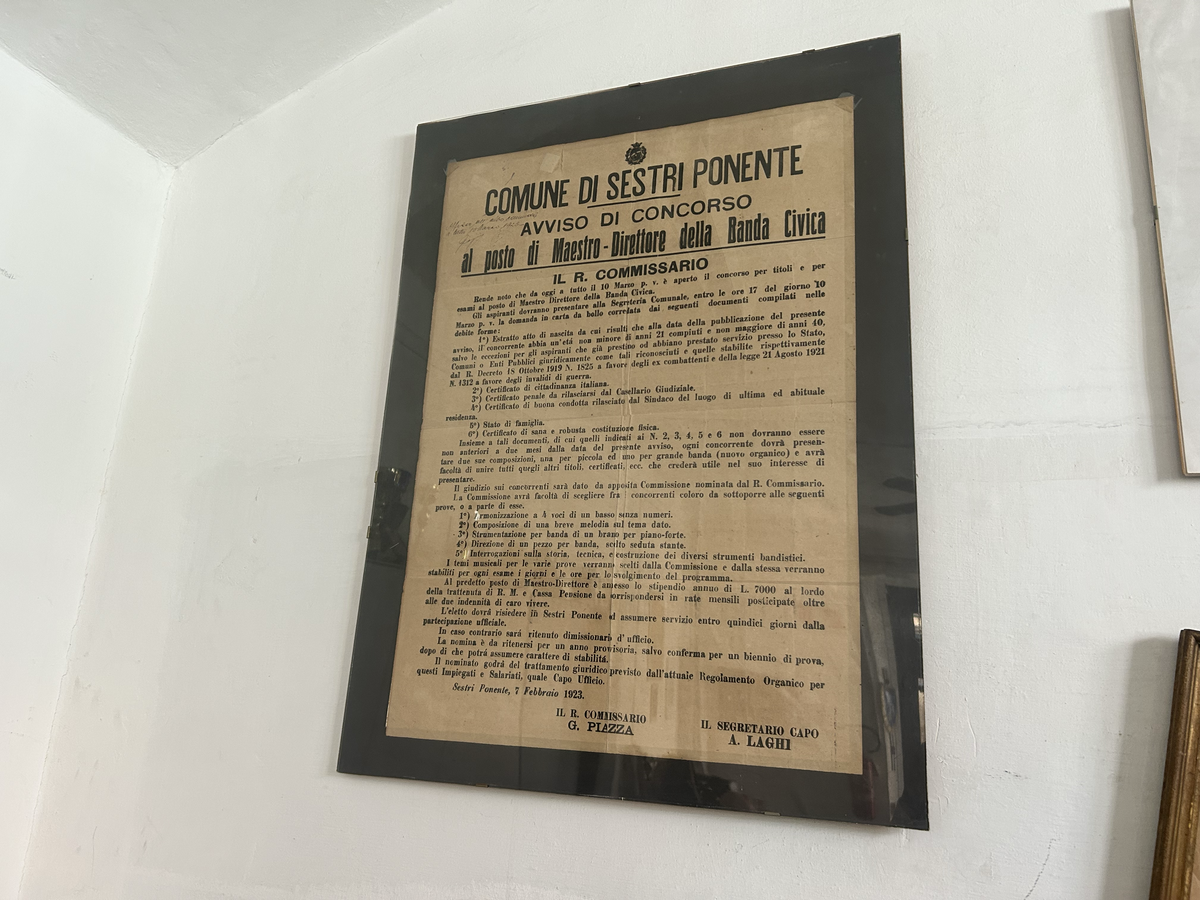 COMUNE DI SESTRI PONENTE
AVVISO DI CONCORSO
al posto di Maestro-Direttore della Banda Civica
IL R. COMMISSARIO
Rende noto che da oggi a tutto il 10 Marzo p. v. è aperto il concorso per titoli e per
esami al posto di Maestro Direttore della Banda Civica.
Gli aspiranti dovranno presentare alla Segreteria Comunale, entro le ore 17 del giorno 10
Marzo p. v. la domanda in carta da bollo correlata dai seguenti documenti compilati nelle
debite forme:
1º) Estratto atto di nascita da cui risulti che alla data della pubblicazione del presente
avviso, il concorrente abbia un'età non minore di anni 21 compiuti e non maggiore di anni 40,
salvo le eccezioni per gli aspiranti che già prestino od abbiano prestato servizio presso lo Stato,
Comuni o Enti Pubblici giuridicamente come tali riconosciuti e quelle stabilite rispettivamente
dal R. Decreto 18 Ottobre 1919 N. 1825 a favore degli ex combattenti e della legge 21 Agosto 1921
N. 1312 a favore degli invalidi di guerra.
2º) Certificato di cittadinanza italiana.
3º) Certificato penale da rilasciarsi dal Casellario Giudiziale.
4º) Certificato di buona condotta rilasciato dal Sindaco del luogo di ultima ed abituale
residenza.
5º) Stato di famiglia.
6º) Certificato di sana e robusta costituzione fisica.
Insieme a tali documenti, di cui quelli indicati ai N. 2, 3, 4, 5 e 6 non dovranno essere
non anteriori a due mesi dalla data del presente avviso, ogni concorrente dovrà presen-
tare due sue composizioni, una per piccola ed uno per grande banda (nuovo organico) e avrà
facoltà di unire tutti quegli altri titoli, certificati, ecc. che crederà utile nel suo interesse di
presentare.
Il giudizio sui concorrenti sarà dato da apposita Commissione nominata dal R. Commissario.
La Commissione avrà facoltà di scegliere fra concorrenti coloro da sottoporre alle seguenti
prove, o a parte di esse.
1º) Armonizzazione a 4 voci di un basso senza numeri.
2º) Composizione di una breve melodia sul tema dato.
3º) Strumentazione per banda di un brano per piano-forte.
4º) Direzione di un pezzo per banda, scelto seduta stante.
5º) Interrogazioni sulla storia, tecnica, e costruzione dei diversi strumenti bandistici.
I temi musicali per le varie prove verranno scelti dalla Commissione e dalla stessa verranno
stabiliti per ogni esame i giorni e le ore per lo svolgimento del programma.
Al predetto posto di Maestro-Direttore è annesso lo stipendio annuo di L. 7000 al lordo
della trattenuta di R. M. e Cassa Pensione da corrispondersi in rate mensili posticipate oltre
alle due indennità di caro vivere.
L'eletto dovrà risiedere in Sestri Ponente ed assumere servizio entro quindici giorni dalla
partecipazione ufficiale.
In caso contrario sarà ritenuto dimissionario d'ufficio.
La nomina è da ritenersi per un anno provvisoria, salvo conferma per un biennio di prova,
dopo di che potrà assumere carattere di stabilità.
Il nominato godrà del trattamento giuridico previsto dall'attuale Regolamento Organico per
questi Impiegati e Salariati, quale Capo Ufficio.
Sestri Ponente, 7 Febbraio 1923.
IL R. COMMISSARIO
G. PIAZZA
IL SEGRETARIO CAPO
A. LAGHI